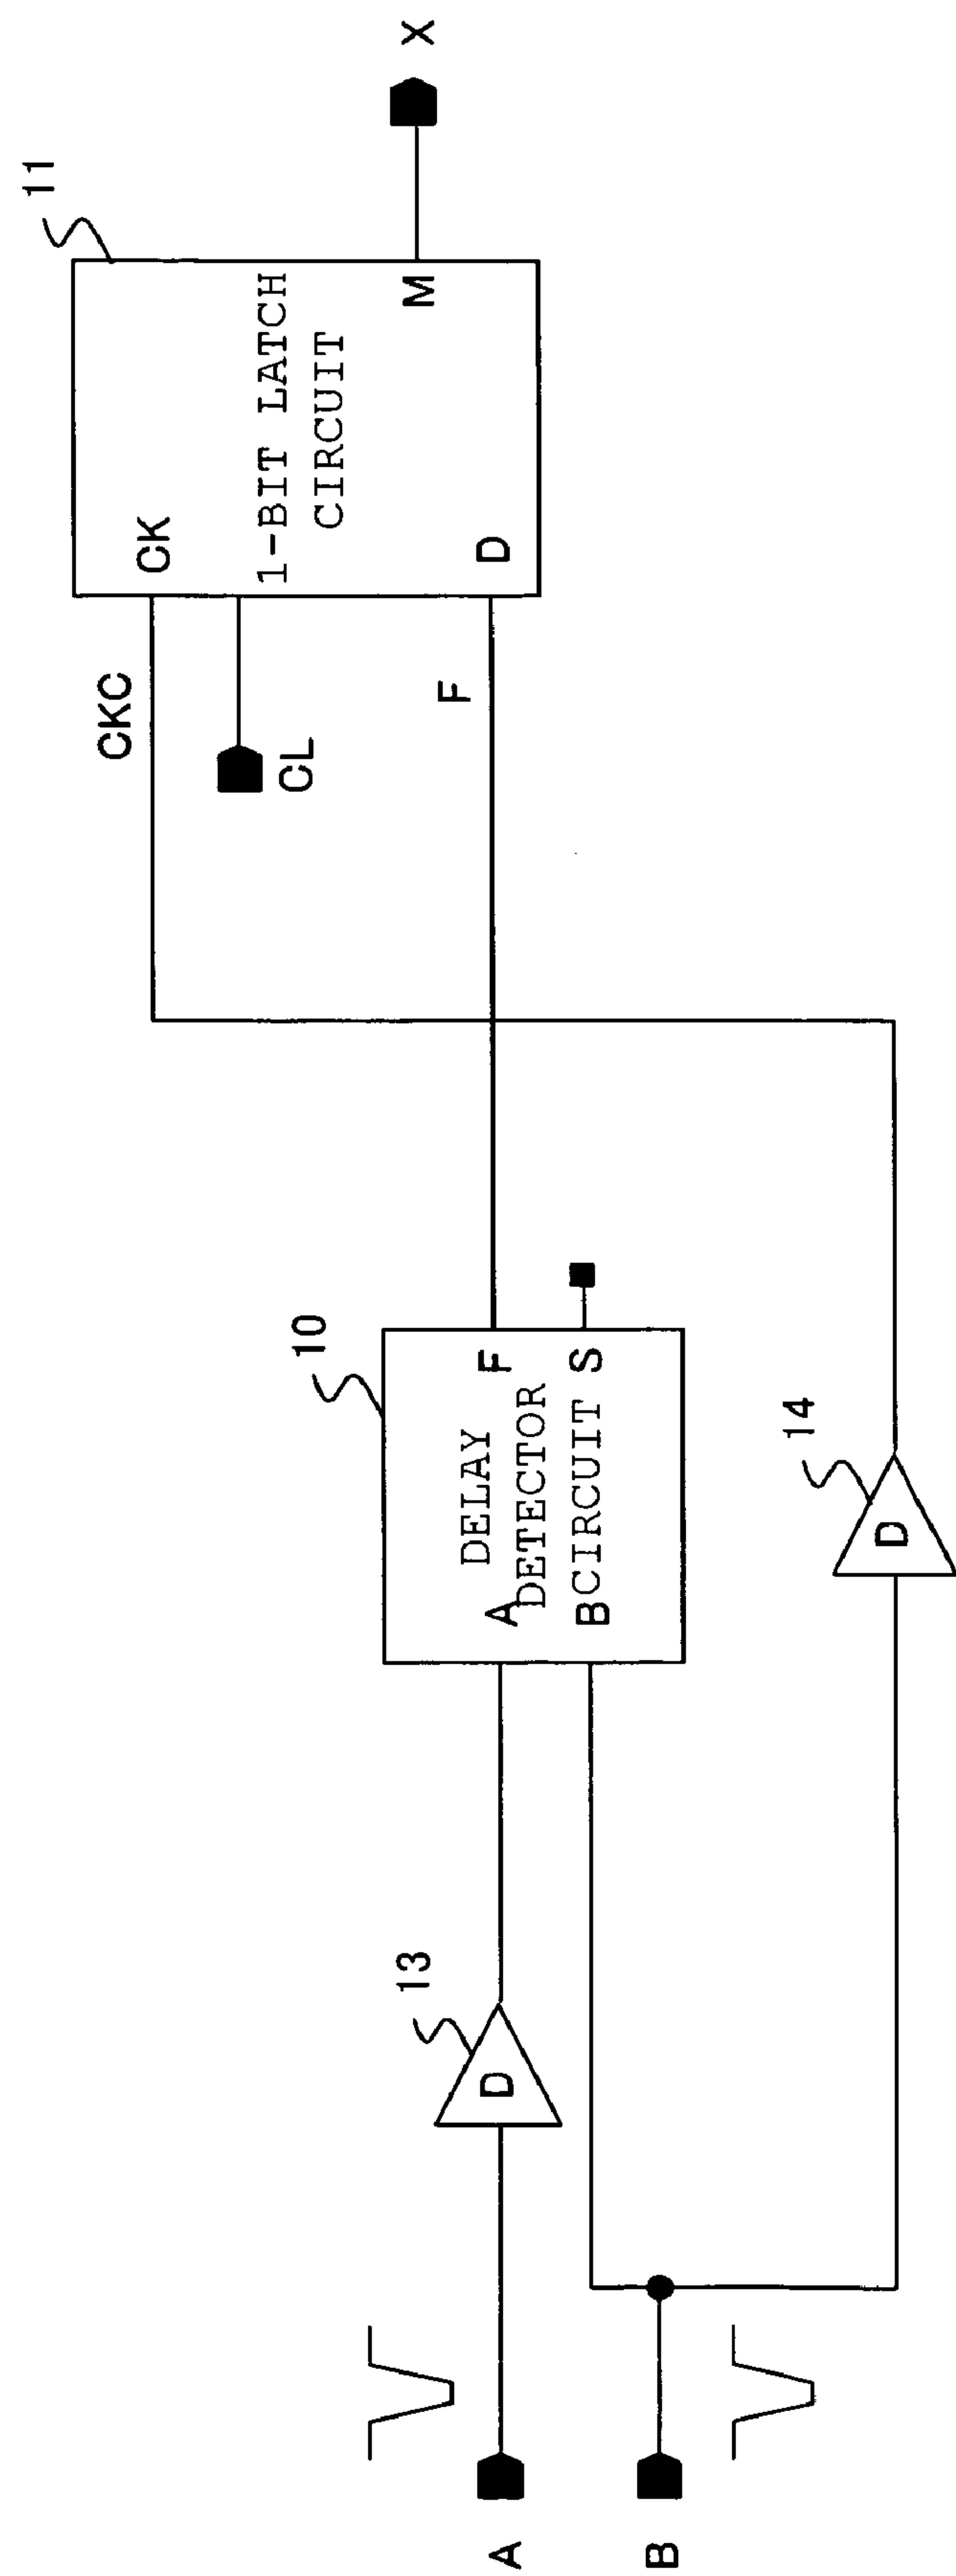 A
B
13
D
10
DELAY
DETECTOR
CIRCUIT
A
B
F
S
14
D
CKC
CL
F
11
CK
1-BIT LATCH
CIRCUIT
D
M
X